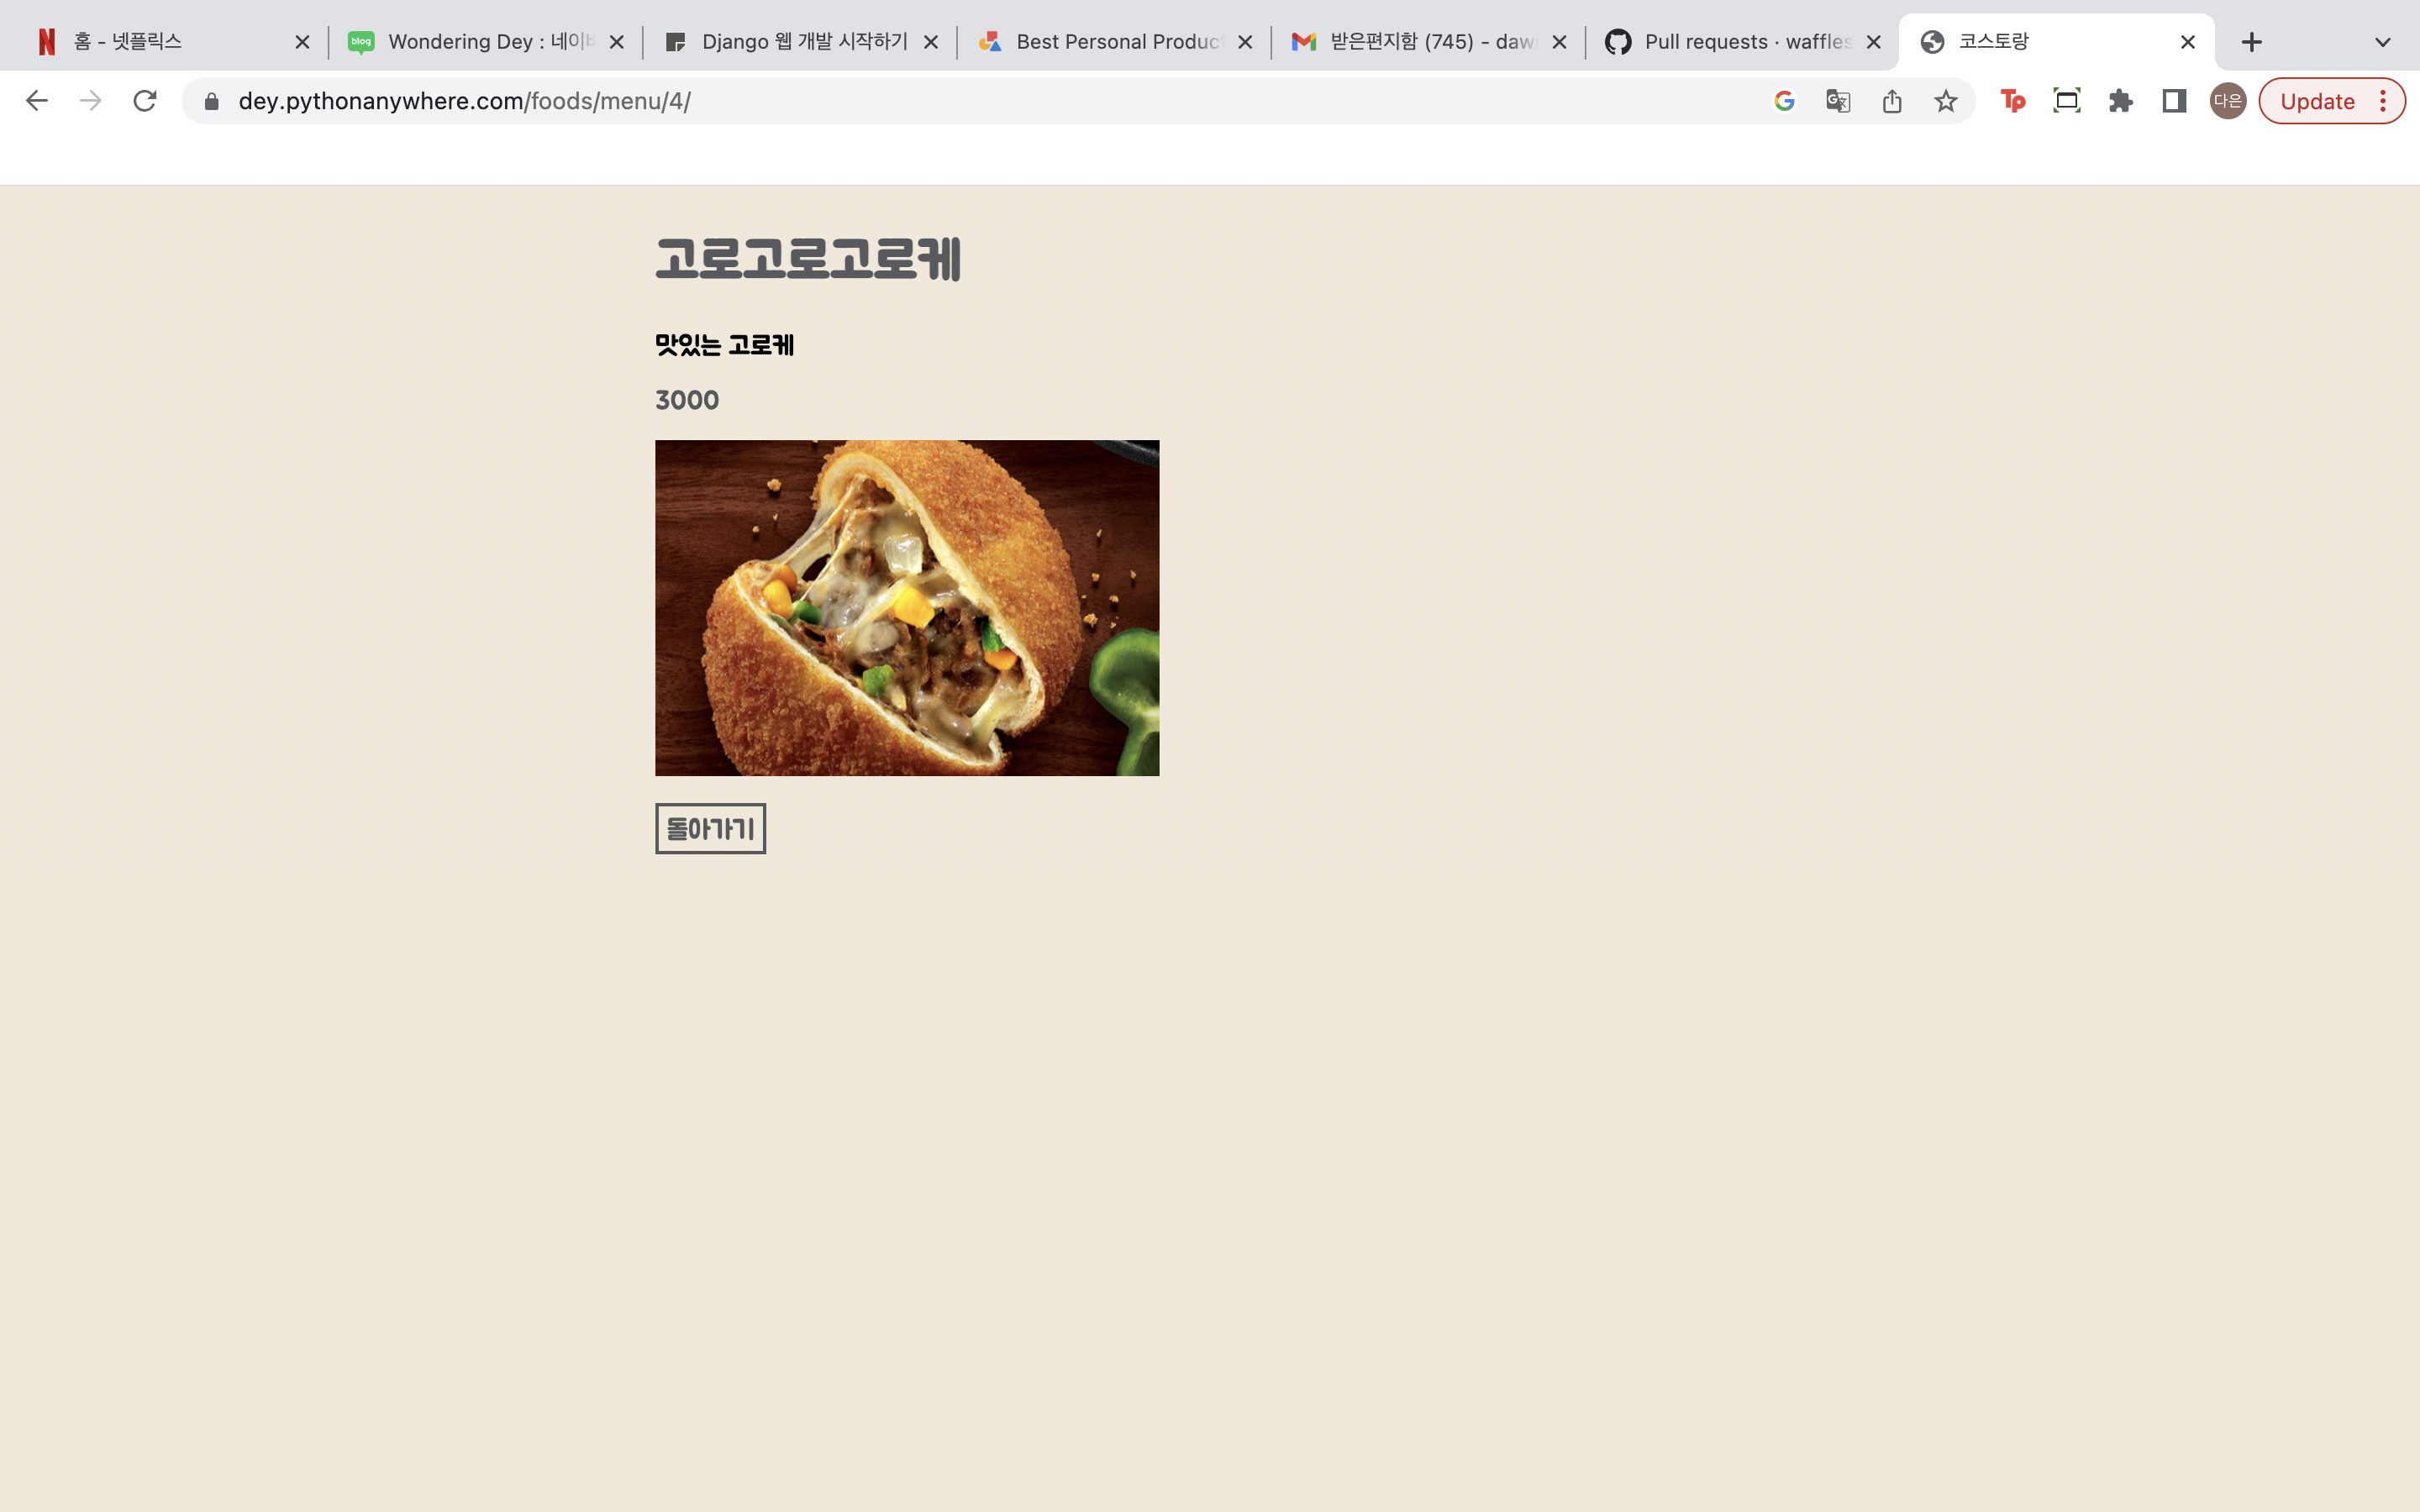 홈 - 넷플릭스
blog Wondering Dey : 네이
Django 웹 개발 시작하기
Best Personal Produc
받은편지함 (745) - daw
Pull requests · waffles
코스토랑
dey.pythonanywhere.com/foods/menu/4/
Tp
다은
Update
고로고로고로케
맛있는 고로케
3000
돌아가기